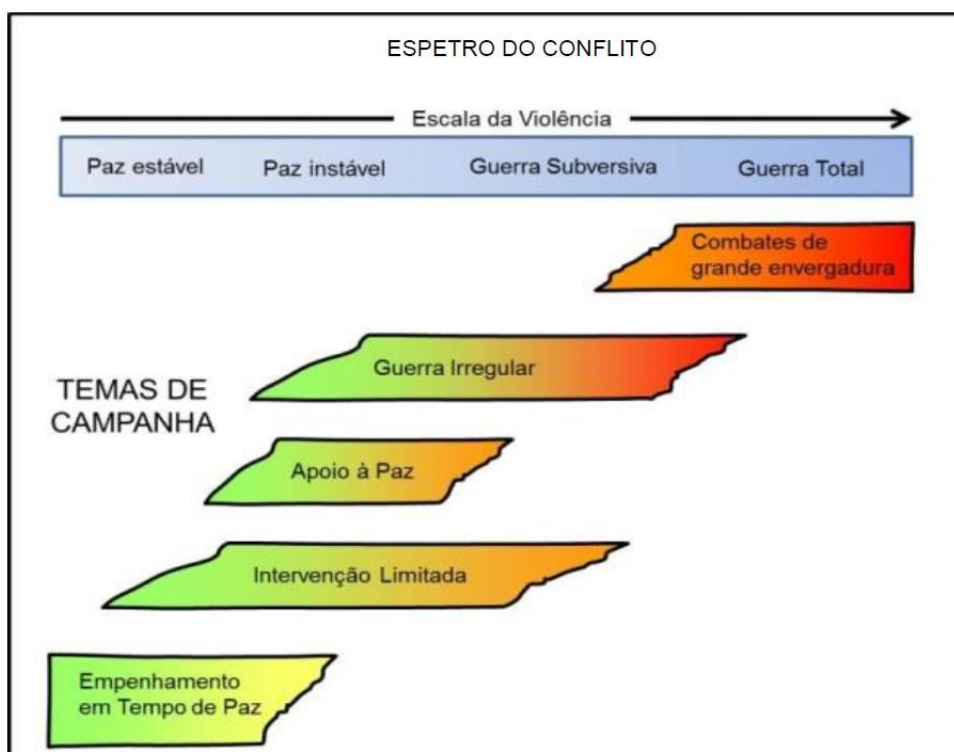 ESPETRO DO CONFLITO
Escala da Violência
Paz estável
Paz instável
Guerra Subversiva
Guerra Total
Combates de
grande envergadura
Guerra Irregular
TEMAS DE
CAMPANHA
Apoio à Paz
Intervenção Limitada
Empenhamento
em Tempo de Paz